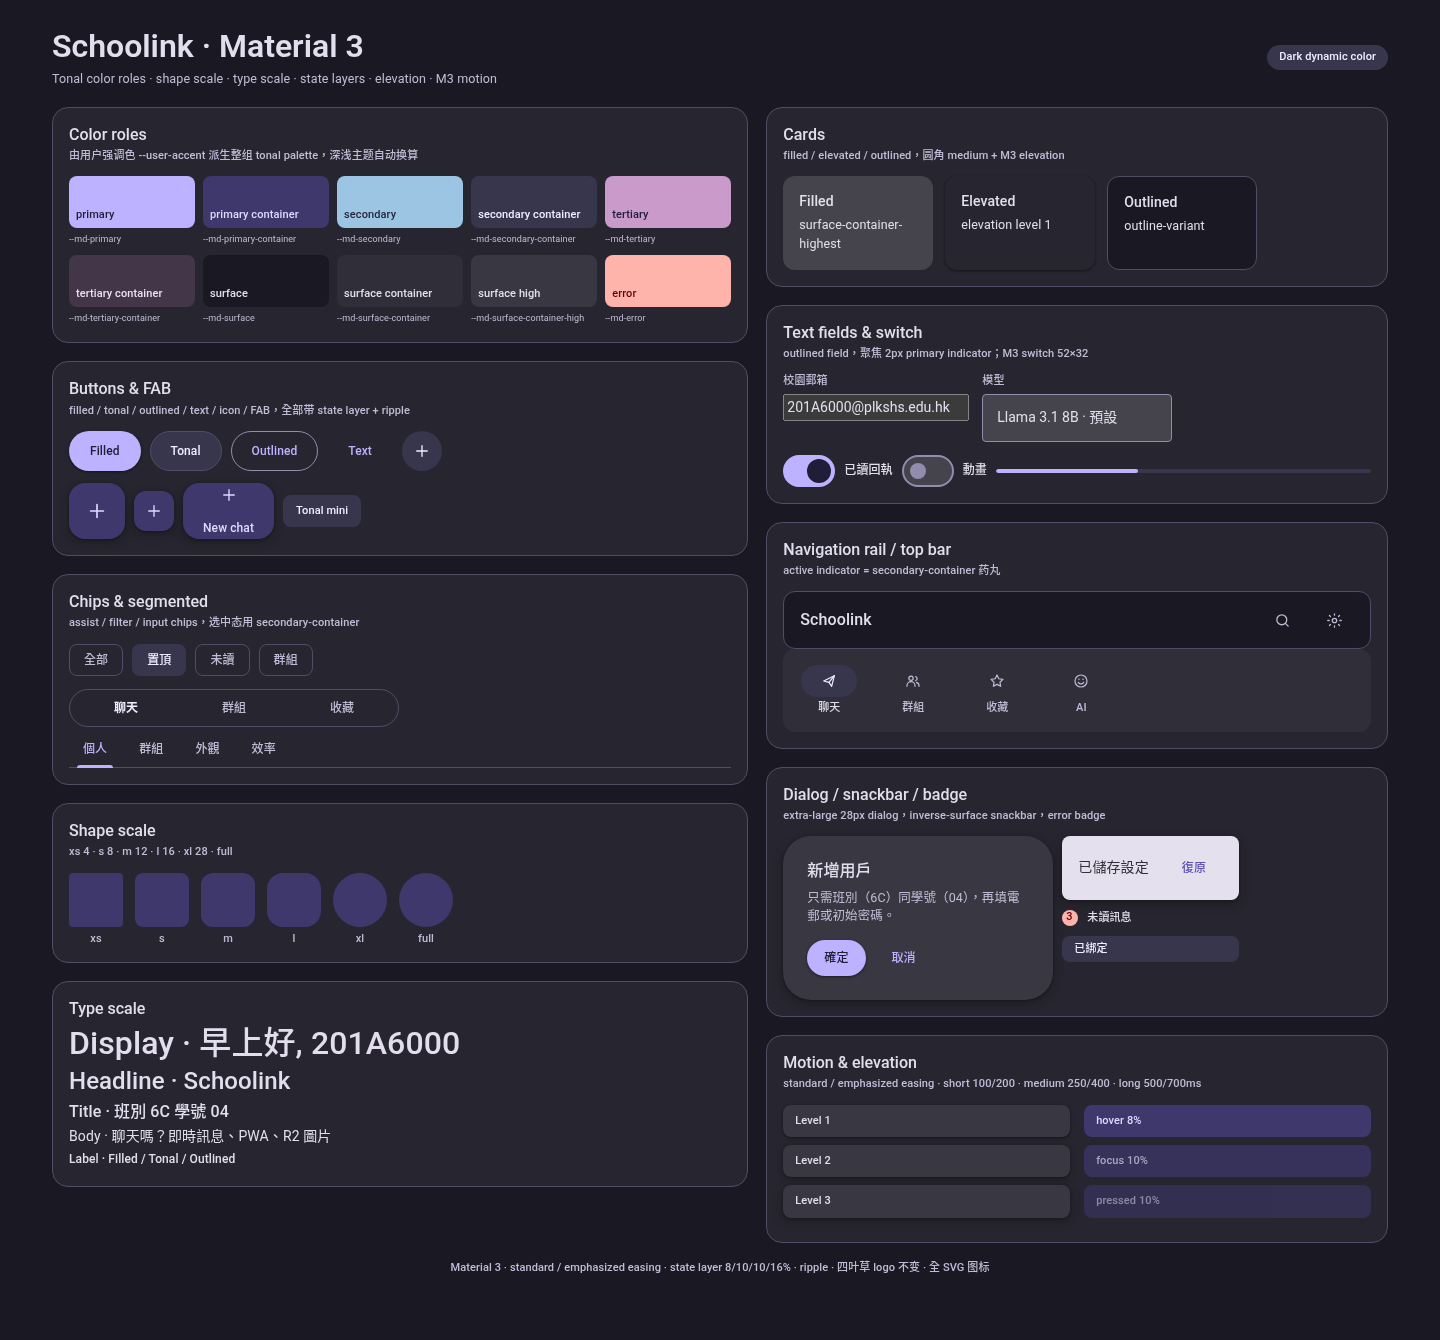 Schoolink · Material 3
Tonal color roles · shape scale · type scale · state layers · elevation · M3 motion
Dark dynamic color
Color roles
由用户强调色 --user-accent 派生整组 tonal palette，深浅主题自动换算
primary
primary container
secondary
secondary container
tertiary
--md-primary
--md-primary-container
--md-secondary
--md-secondary-container
--md-tertiary
tertiary container
surface
surface container
surface high
error
--md-tertiary-container
--md-surface
--md-surface-container
--md-surface-container-high
--md-error
Buttons & FAB
filled / tonal / outlined / text / icon / FAB，全部带 state layer + ripple
Filled
Tonal
Outlined
Text
New chat
Tonal mini
Chips & segmented
assist / filter / input chips，选中态用 secondary-container
全部
置頂
未讀
群組
聊天
群組
收藏
個人
群組
外觀
效率
Shape scale
xs 4 · s 8 · m 12 · l 16 · xl 28 · full
xs
s
m
l
xl
full
Type scale
Display · 早上好, 201A6000
Headline · Schoolink
Title · 班別 6C 學號 04
Body · 聊天嗎？即時訊息、PWA、R2 圖片
Label · Filled / Tonal / Outlined
Cards
filled / elevated / outlined，圆角 medium + M3 elevation
Filled
surface-container-
highest
Elevated
elevation level 1
Outlined
outline-variant
Text fields & switch
outlined field，聚焦 2px primary indicator；M3 switch 52×32
校園郵箱
模型
201A6000@plkshs.edu.hk
Llama 3.1 8B · 預設
已讀回執
動畫
Navigation rail / top bar
active indicator = secondary-container 药丸
Schoolink
聊天
群組
收藏
AI
Dialog / snackbar / badge
extra-large 28px dialog，inverse-surface snackbar，error badge
新增用戶
只需班別（6C）同學號（04），再填電
郵或初始密碼。
確定
取消
已儲存設定
復原
3
未讀訊息
已綁定
Motion & elevation
standard / emphasized easing · short 100/200 · medium 250/400 · long 500/700ms
Level 1
hover 8%
Level 2
focus 10%
Level 3
pressed 10%
Material 3 · standard / emphasized easing · state layer 8/10/10/16% · ripple · 四叶草 logo 不变 · 全 SVG 图标